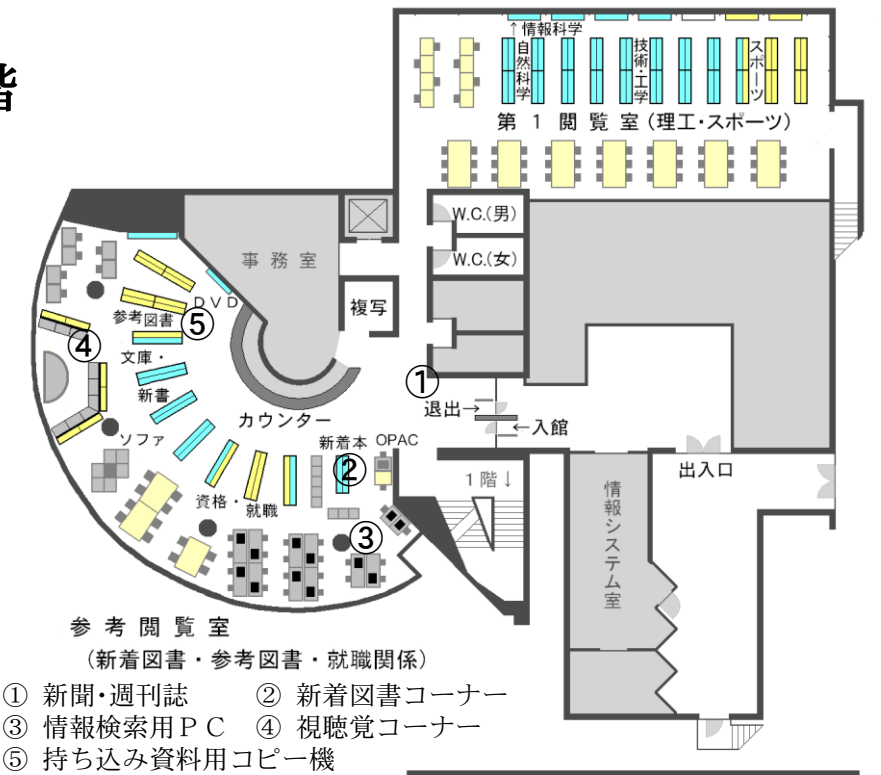 階
↑情報科学
自然科学
技術・工学
スポーツ
第１閲覧室(理工・スポーツ)
W.C.(男)
W.C.(女)
事務室
複写
ＤＶＤ
参考図書
⑤
④
文庫・
新書
①
退出→
←入館
カウンター
ソファ
新着本
OPAC
②
出入口
１階↓
資格・就職
③
情報システム室
参考閲覧室
（新着図書・参考図書・就職関係）
① 新聞・週刊誌 ② 新着図書コーナー
③ 情報検索用ＰＣ ④ 視聴覚コーナー
⑤ 持ち込み資料用コピー機